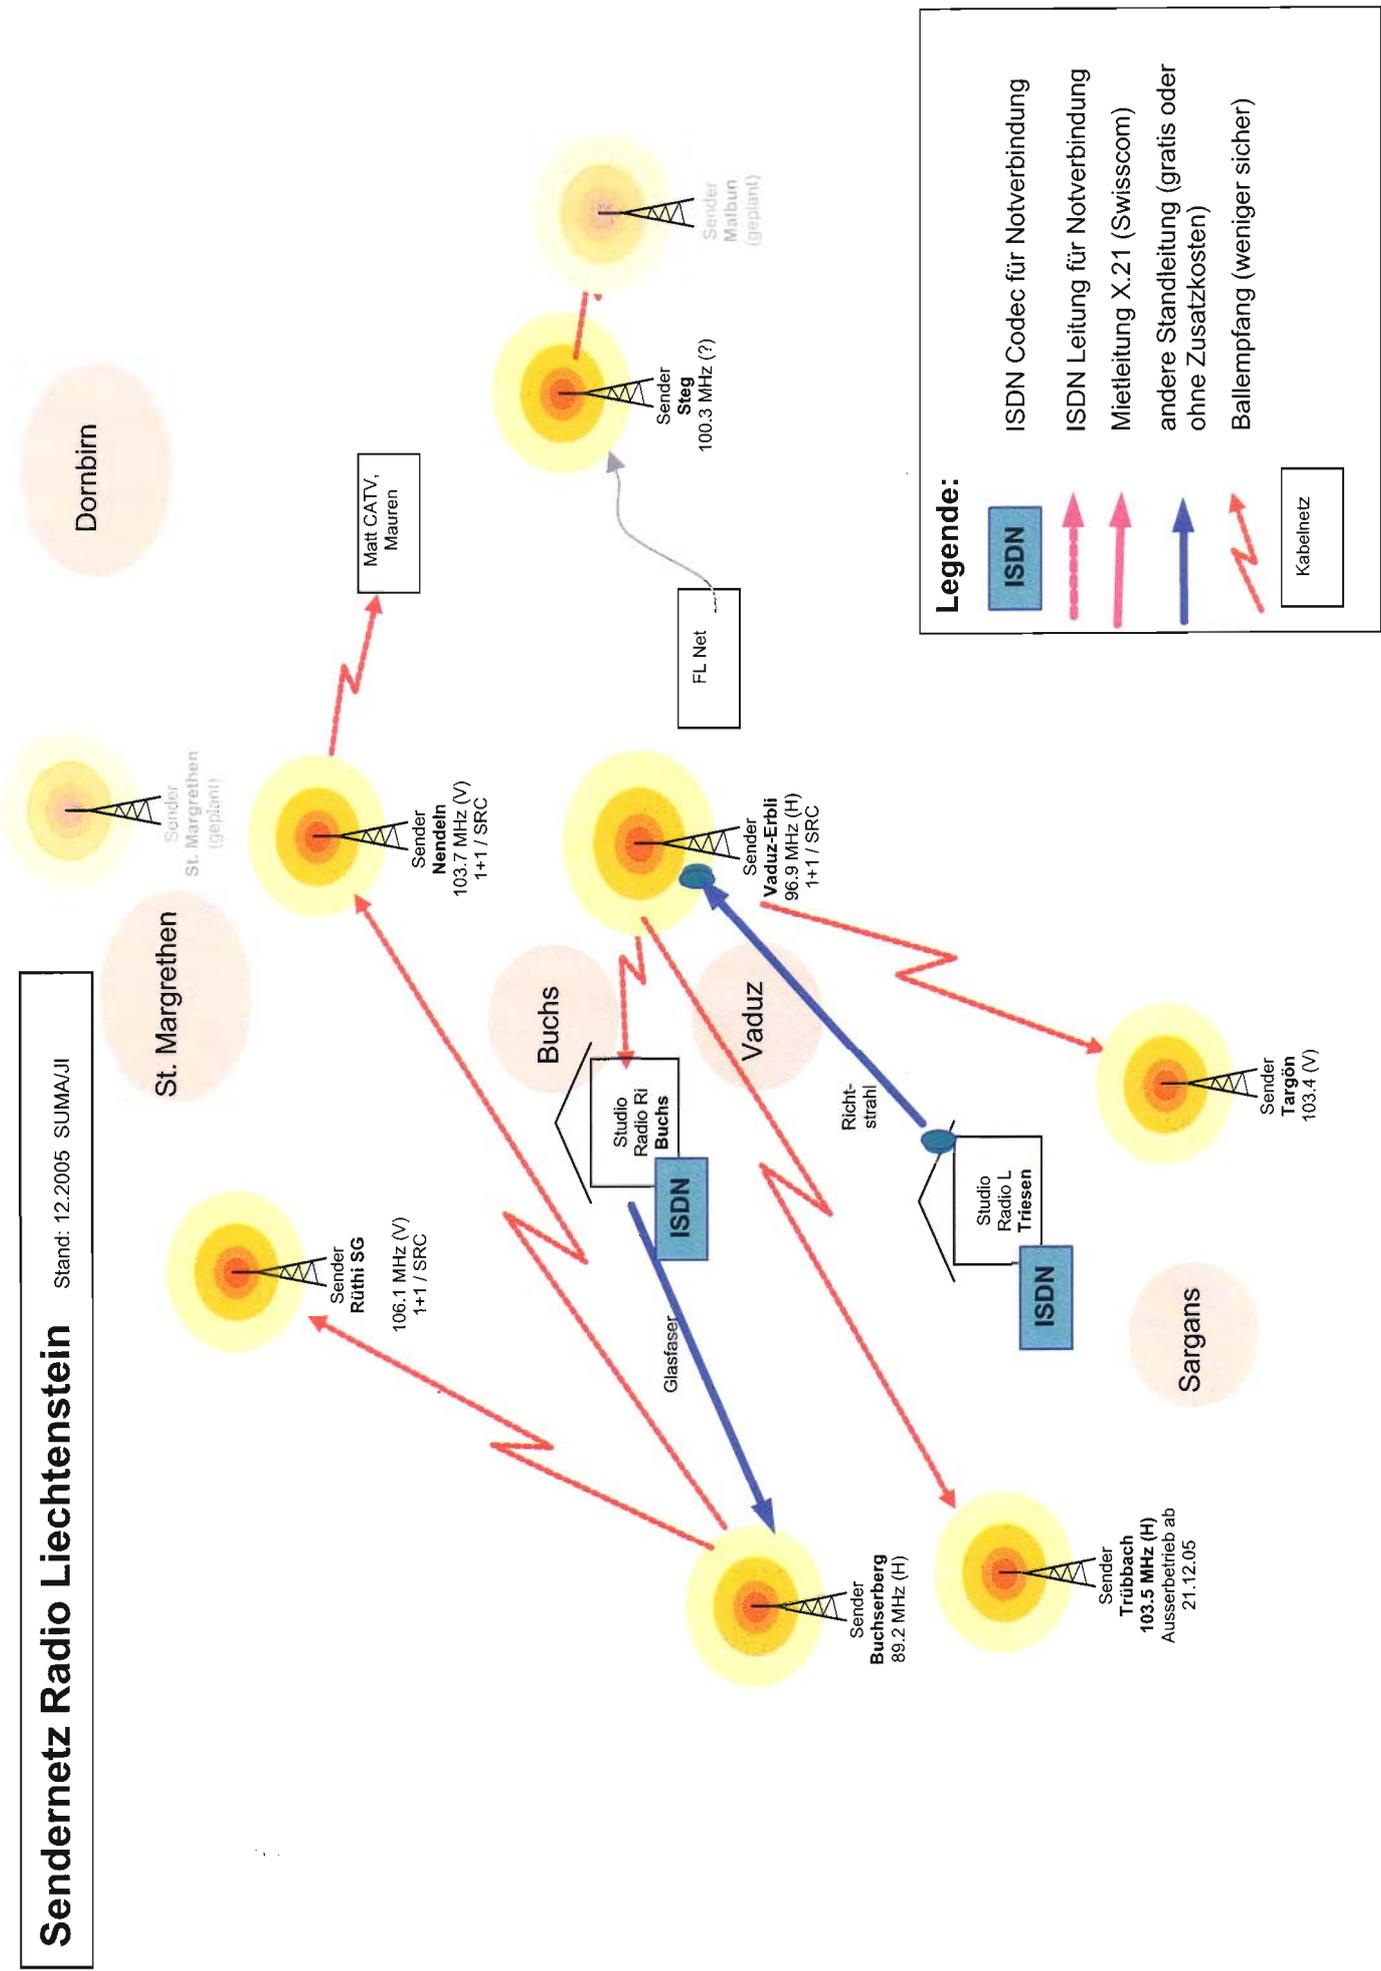 Sendernetz Radio Liechtenstein
Stand: 12.2005 SUMA/JI
Dornbirn
Sender
St. Margrethen
(geplant)
St. Margrethen
Sender
Rüthi SG
106.1 MHz (V)
1+1 / SRC
Sender
Nendeln
103.7 MHz (V)
1+1 / SRC
Matt CATV,
Mauren
Buchs
Studio
Radio Ri
Buchs
ISDN
Glasfaser
Sender
Buchserberg
89.2 MHz (H)
Vaduz
Sender
Vaduz-Erbli
96.9 MHz (H)
1+1 / SRC
FL Net
Sender
Steg
100.3 MHz (?)
Sender
Malbun
(geplant)
Richt-
strahl
Studio
Radio L
Triesen
ISDN
Sender
Trübbach
103.5 MHz (H)
Ausserbetrieb ab
21.12.05
Sargans
Sender
Targön
103.4 (V)
Legende:
ISDN
ISDN Codec für Notverbindung
ISDN Leitung für Notverbindung
Mietleitung X.21 (Swisscom)
andere Standleitung (gratis oder
ohne Zusatzkosten)
Ballempfang (weniger sicher)
Kabelnetz